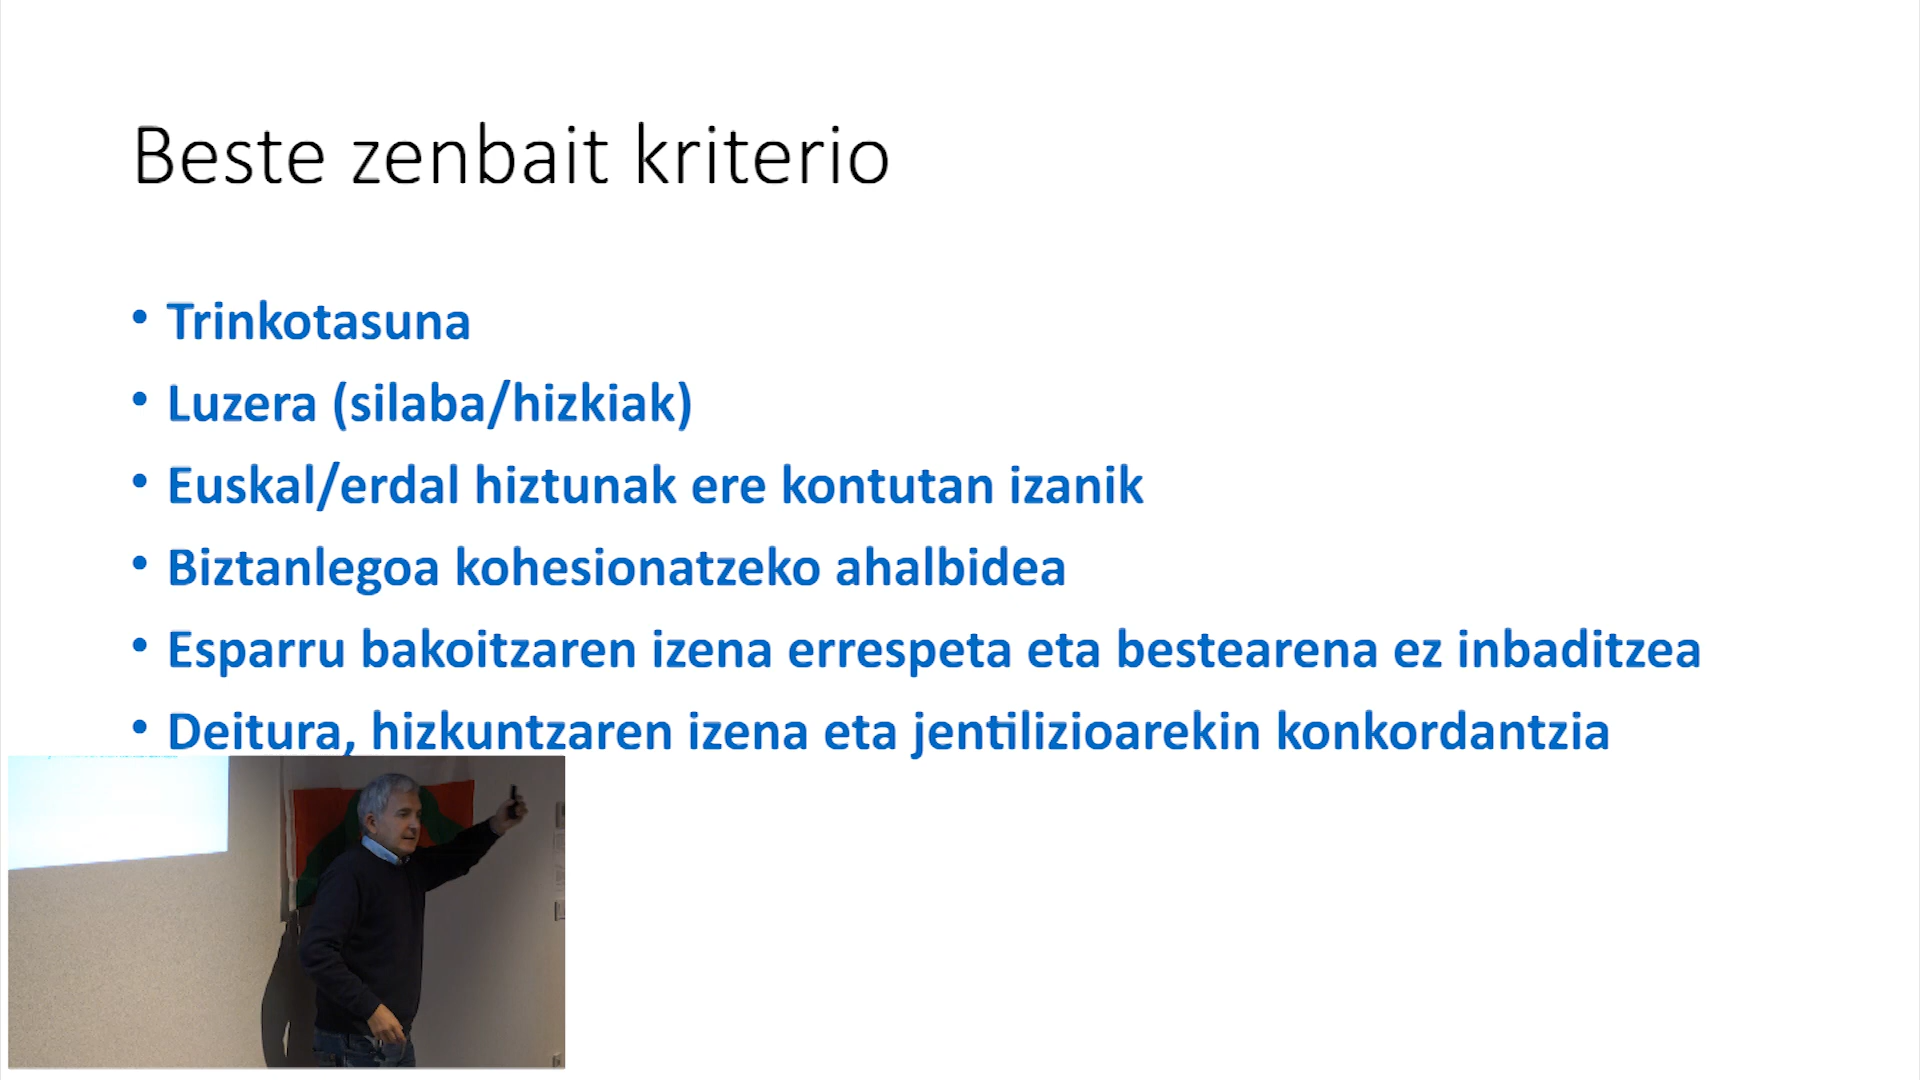 Beste zenbait kriterio
• Trinkotasuna
• Luzera (silaba/hizkiak)
• Euskal/erdal hiztunak ere kontutan izanik
• Biztanlegoa kohesionatzeko ahalbidea
• Esparru bakoitzaren izena errespeta eta bestearena ez inbaditzea
• Deitura, hizkuntzaren izena eta jentilizioarekin konkordantzia